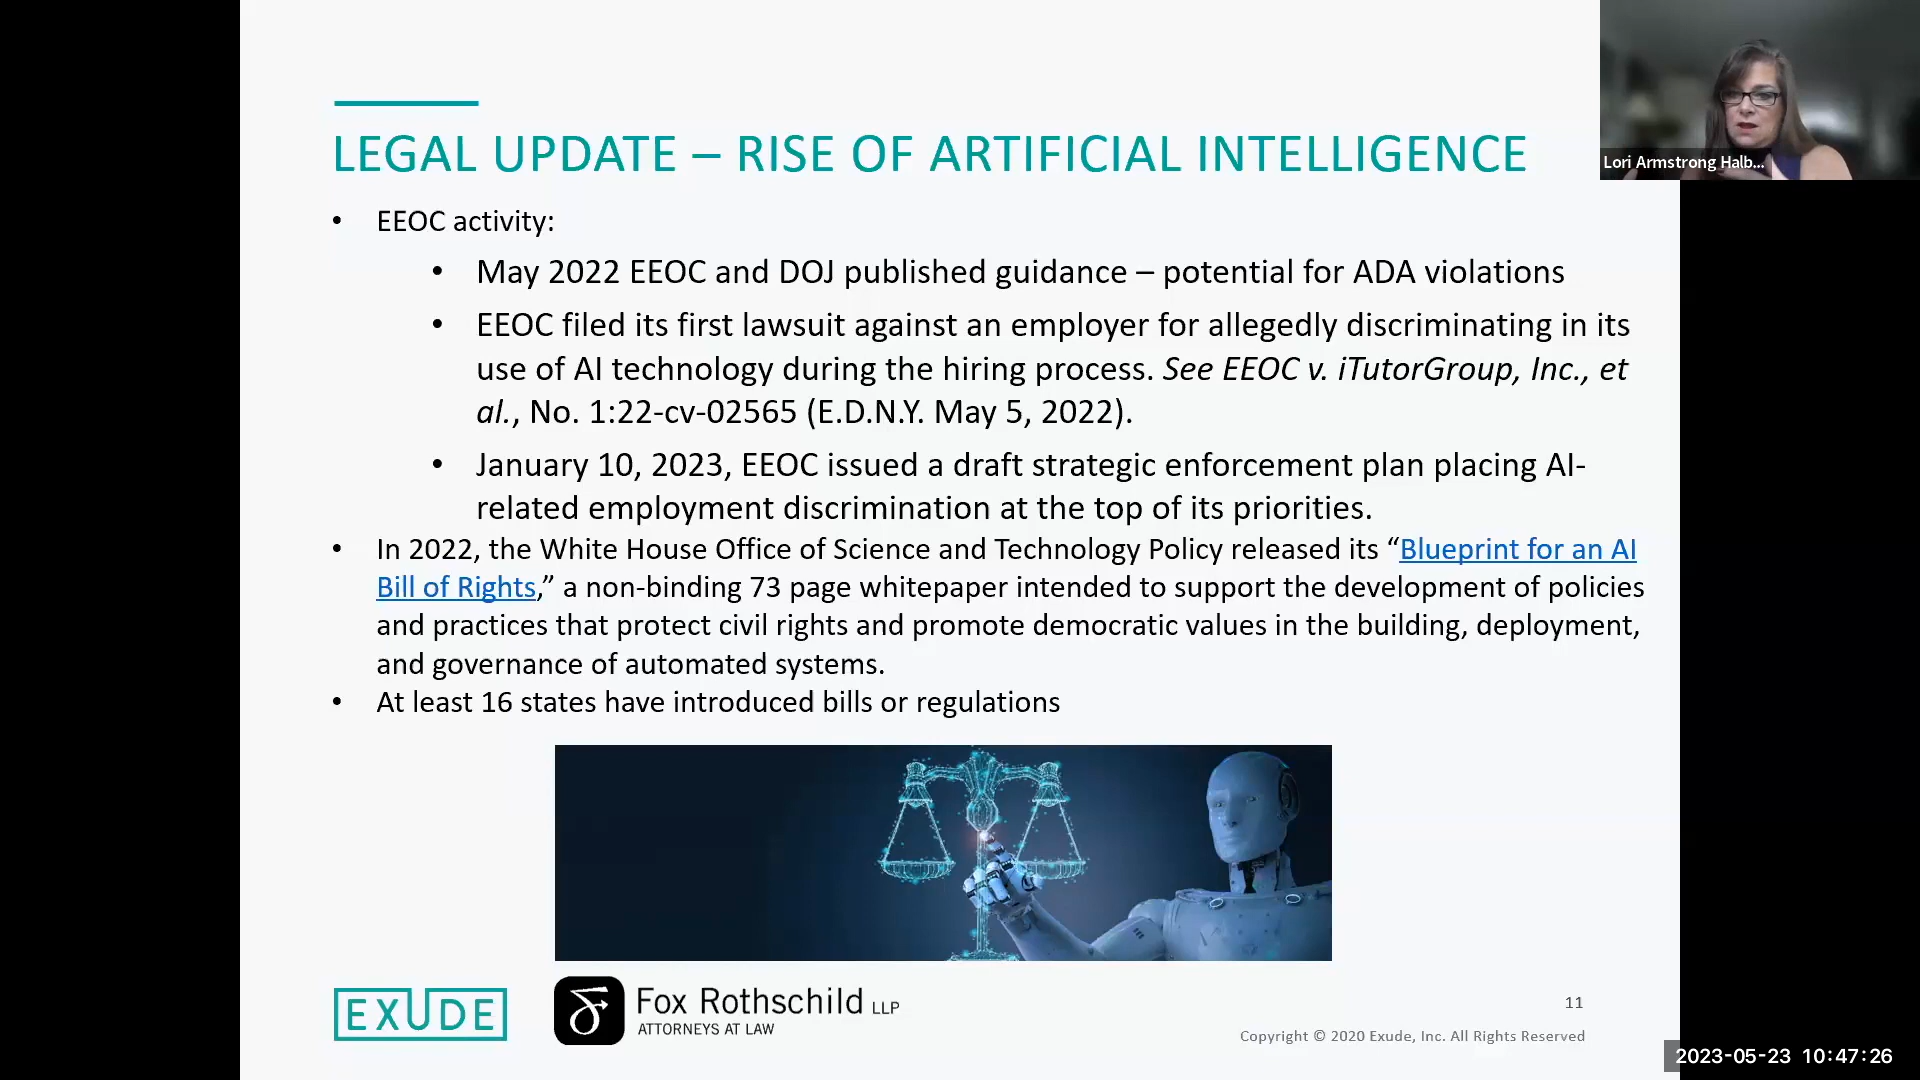 Lori Armstrong Halb...
LEGAL UPDATE – RISE OF ARTIFICIAL INTELLIGENCE
• EEOC activity:
• May 2022 EEOC and DOJ published guidance – potential for ADA violations
• EEOC filed its first lawsuit against an employer for allegedly discriminating in its
use of AI technology during the hiring process. See EEOC v. iTutorGroup, Inc., et
al., No. 1:22-cv-02565 (E.D.N.Y. May 5, 2022).
• January 10, 2023, EEOC issued a draft strategic enforcement plan placing AI-
related employment discrimination at the top of its priorities.
• In 2022, the White House Office of Science and Technology Policy released its “Blueprint for an AI
Bill of Rights,” a non-binding 73 page whitepaper intended to support the development of policies
and practices that protect civil rights and promote democratic values in the building, deployment,
and governance of automated systems.
• At least 16 states have introduced bills or regulations
EXUDE
Fox Rothschild LLP
ATTORNEYS AT LAW
11
Copyright © 2020 Exude, Inc. All Rights Reserved
2023-05-23 10:47:26